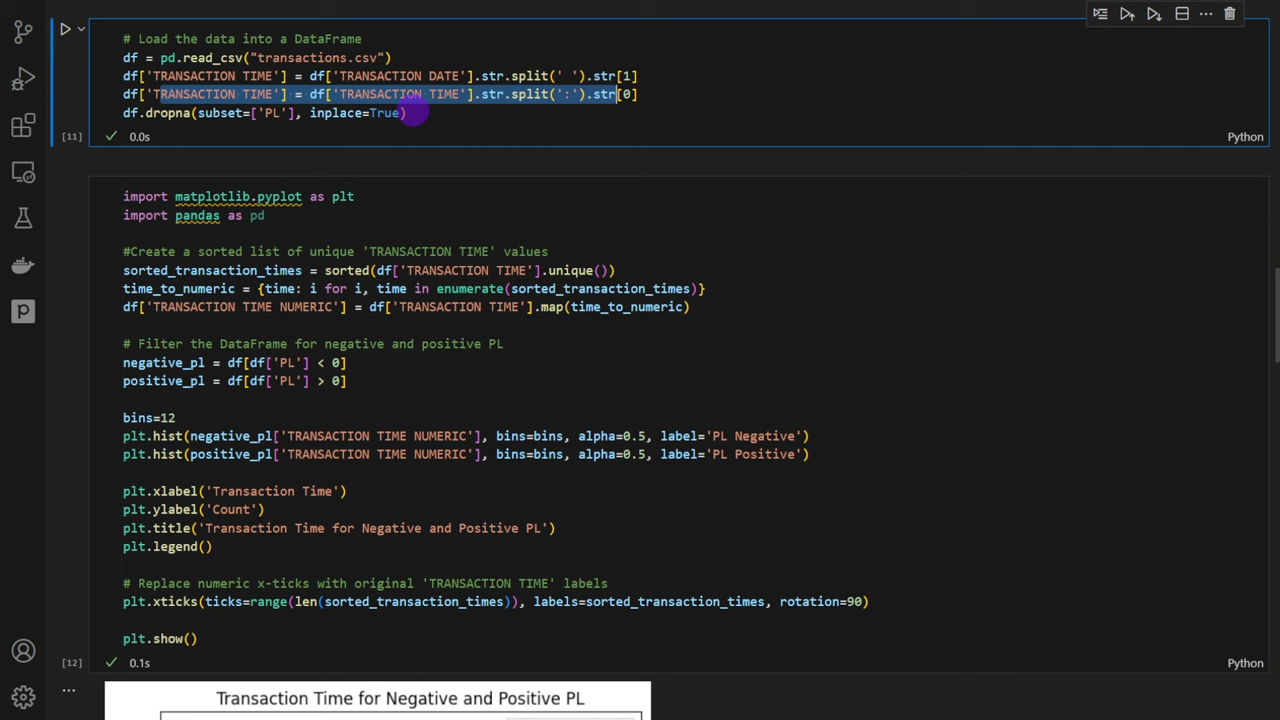 # Load the data into a DataFrame
df = pd.read_csv("transactions.csv")
df['TRANSACTION TIME'] = df['TRANSACTION DATE'].str.split(' ').str[1]
df['TRANSACTION TIME'] = df['TRANSACTION TIME'].str.split(':').str[0]
df.dropna(subset=['PL'], inplace=True)
[11]
0.0s
Python
import matplotlib.pyplot as plt
import pandas as pd
#Create a sorted list of unique 'TRANSACTION TIME' values
sorted_transaction_times = sorted(df['TRANSACTION TIME'].unique())
time_to_numeric = {time: i for i, time in enumerate(sorted_transaction_times)}
df['TRANSACTION TIME NUMERIC'] = df['TRANSACTION TIME'].map(time_to_numeric)
# Filter the DataFrame for negative and positive PL
negative_pl = df[df['PL'] < 0]
positive_pl = df[df['PL'] > 0]
bins=12
plt.hist(negative_pl['TRANSACTION TIME NUMERIC'], bins=bins, alpha=0.5, label='PL Negative')
plt.hist(positive_pl['TRANSACTION TIME NUMERIC'], bins=bins, alpha=0.5, label='PL Positive')
plt.xlabel('Transaction Time')
plt.ylabel('Count')
plt.title('Transaction Time for Negative and Positive PL')
plt.legend()
# Replace numeric x-ticks with original 'TRANSACTION TIME' labels
plt.xticks(ticks=range(len(sorted_transaction_times)), labels=sorted_transaction_times, rotation=90)
plt.show()
[12]
0.1s
Python
Transaction Time for Negative and Positive PL